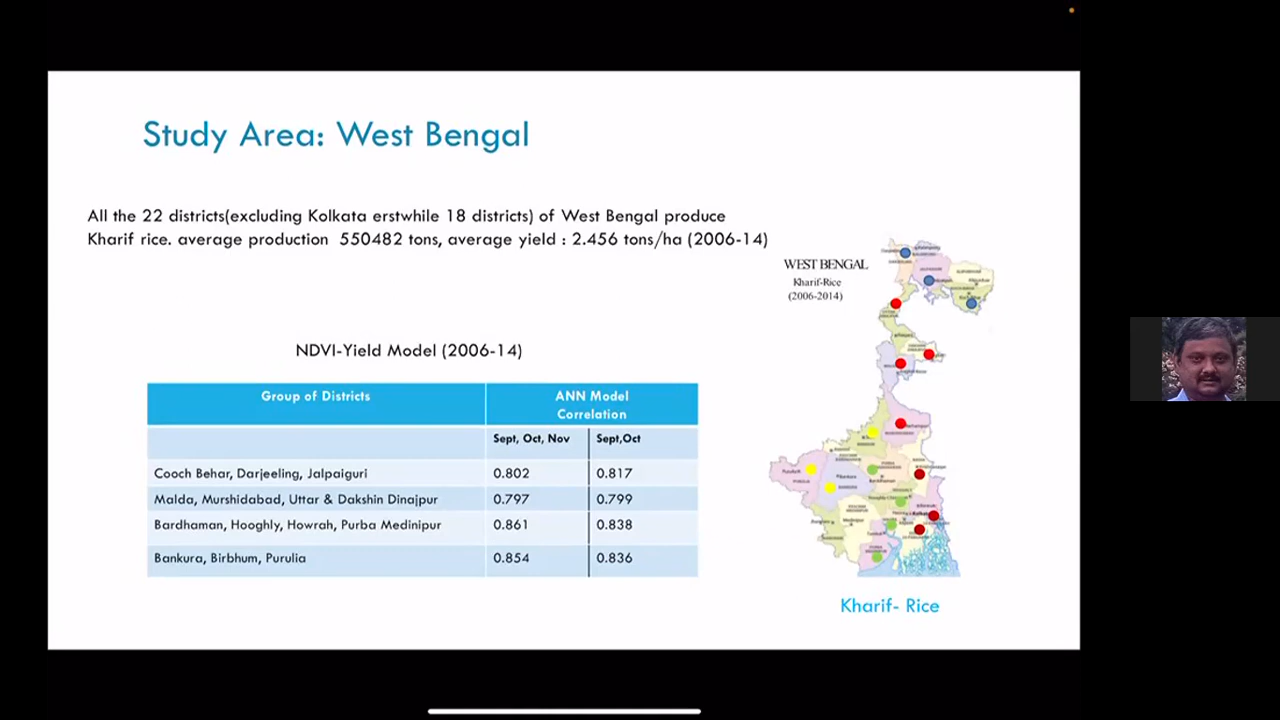 Study Area: West Bengal
All the 22 districts(excluding Kolkata erstwhile 18 districts) of West Bengal produce
Kharif rice. average production 550482 tons, average yield : 2.456 tons/ha (2006-14)
WEST BENGAL
Kharif-Rice
(2006-2014)
NDVI-Yield Model (2006-14)
Group of Districts
ANN Model
Correlation
Sept, Oct, Nov
Sept,Oct
Cooch Behar, Darjeeling, Jalpaiguri 0.802 0.817
Malda, Murshidabad, Uttar & Dakshin Dinajpur 0.797 0.799
Bardhaman, Hooghly, Howrah, Purba Medinipur 0.861 0.838
Bankura, Birbhum, Purulia 0.854 0.836
Kharif- Rice